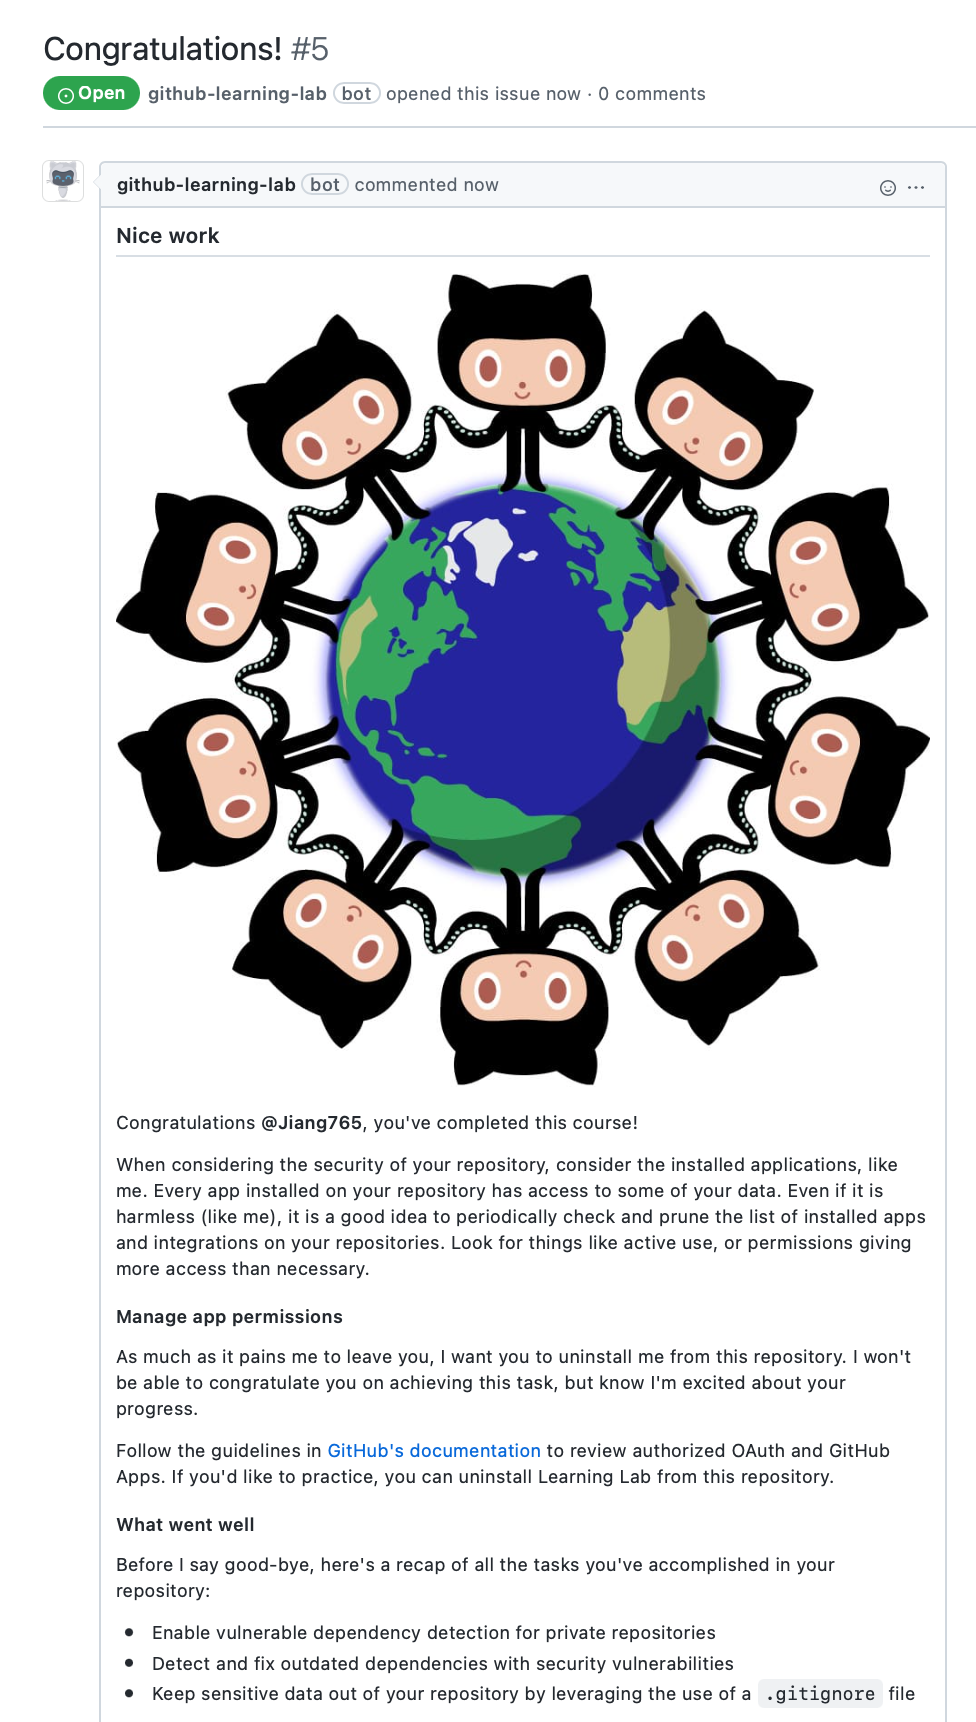 Congratulations! #5
Open github-learning-lab bot opened this issue now · 0 comments
github-learning-lab bot commented now
Nice work
Congratulations @Jiang765, you've completed this course!
When considering the security of your repository, consider the installed applications, like
me. Every app installed on your repository has access to some of your data. Even if it is
harmless (like me), it is a good idea to periodically check and prune the list of installed apps
and integrations on your repositories. Look for things like active use, or permissions giving
more access than necessary.
Manage app permissions
As much as it pains me to leave you, I want you to uninstall me from this repository. I won't
be able to congratulate you on achieving this task, but know I'm excited about your
progress.
Follow the guidelines in GitHub's documentation to review authorized OAuth and GitHub
Apps. If you'd like to practice, you can uninstall Learning Lab from this repository.
What went well
Before I say good-bye, here's a recap of all the tasks you've accomplished in your
repository:
• Enable vulnerable dependency detection for private repositories
• Detect and fix outdated dependencies with security vulnerabilities
• Keep sensitive data out of your repository by leveraging the use of a .gitignore file